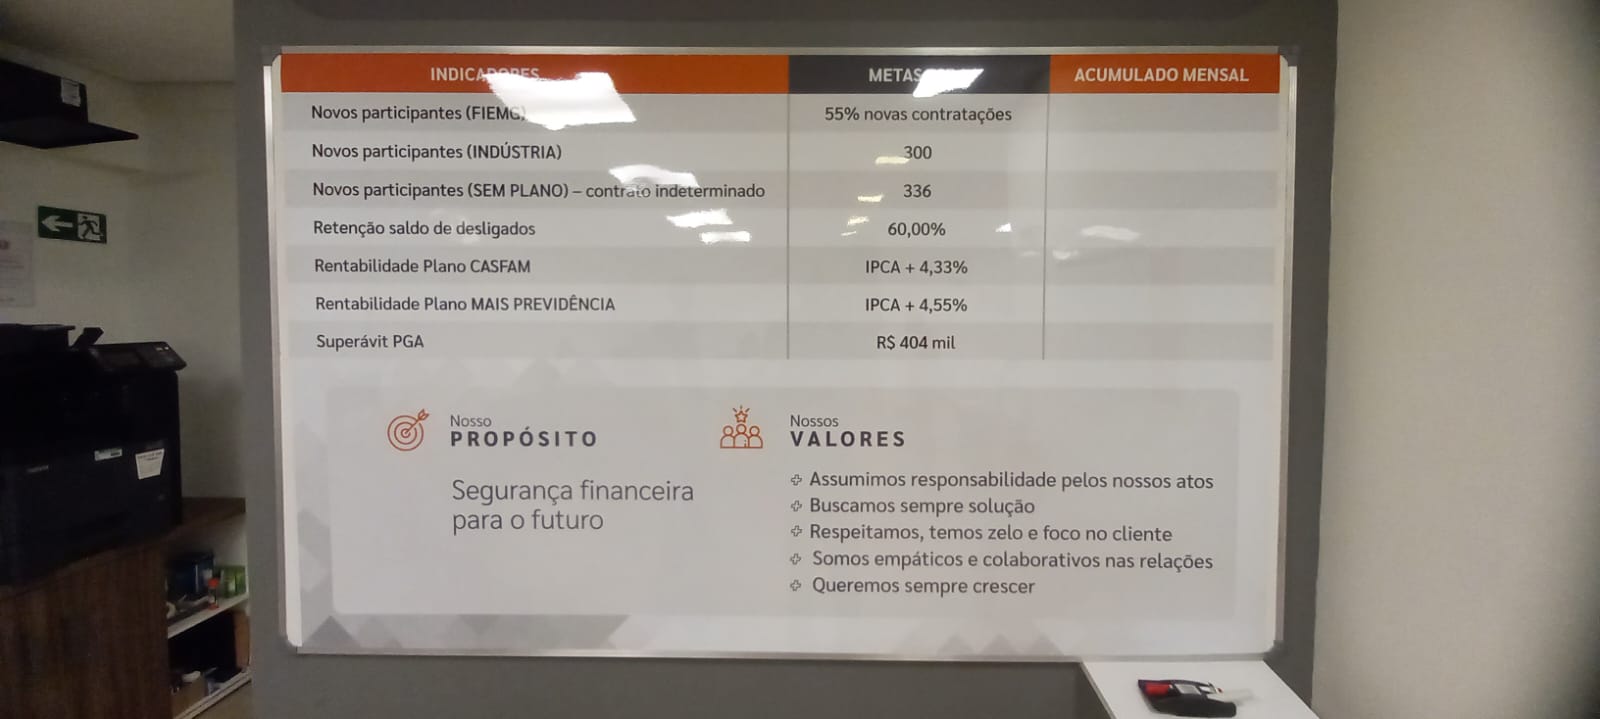 INDICADORES METAS ACUMULADO MENSAL
Novos participantes (FIEMG) 55% novas contratações
Novos participantes (INDÚSTRIA) 300
Novos participantes (SEM PLANO) – contrato indeterminado 336
Retenção saldo de desligados 60,00%
Rentabilidade Plano CASFAM IPCA + 4,33%
Rentabilidade Plano MAIS PREVIDÊNCIA IPCA + 4,55%
Superávit PGA R$ 404 mil
Nosso
PROPÓSITO
Segurança financeira
para o futuro
Nossos
VALORES
Assumimos responsabilidade pelos nossos atos
Buscamos sempre solução
Respeitamos, temos zelo e foco no cliente
Somos empáticos e colaborativos nas relações
Queremos sempre crescer